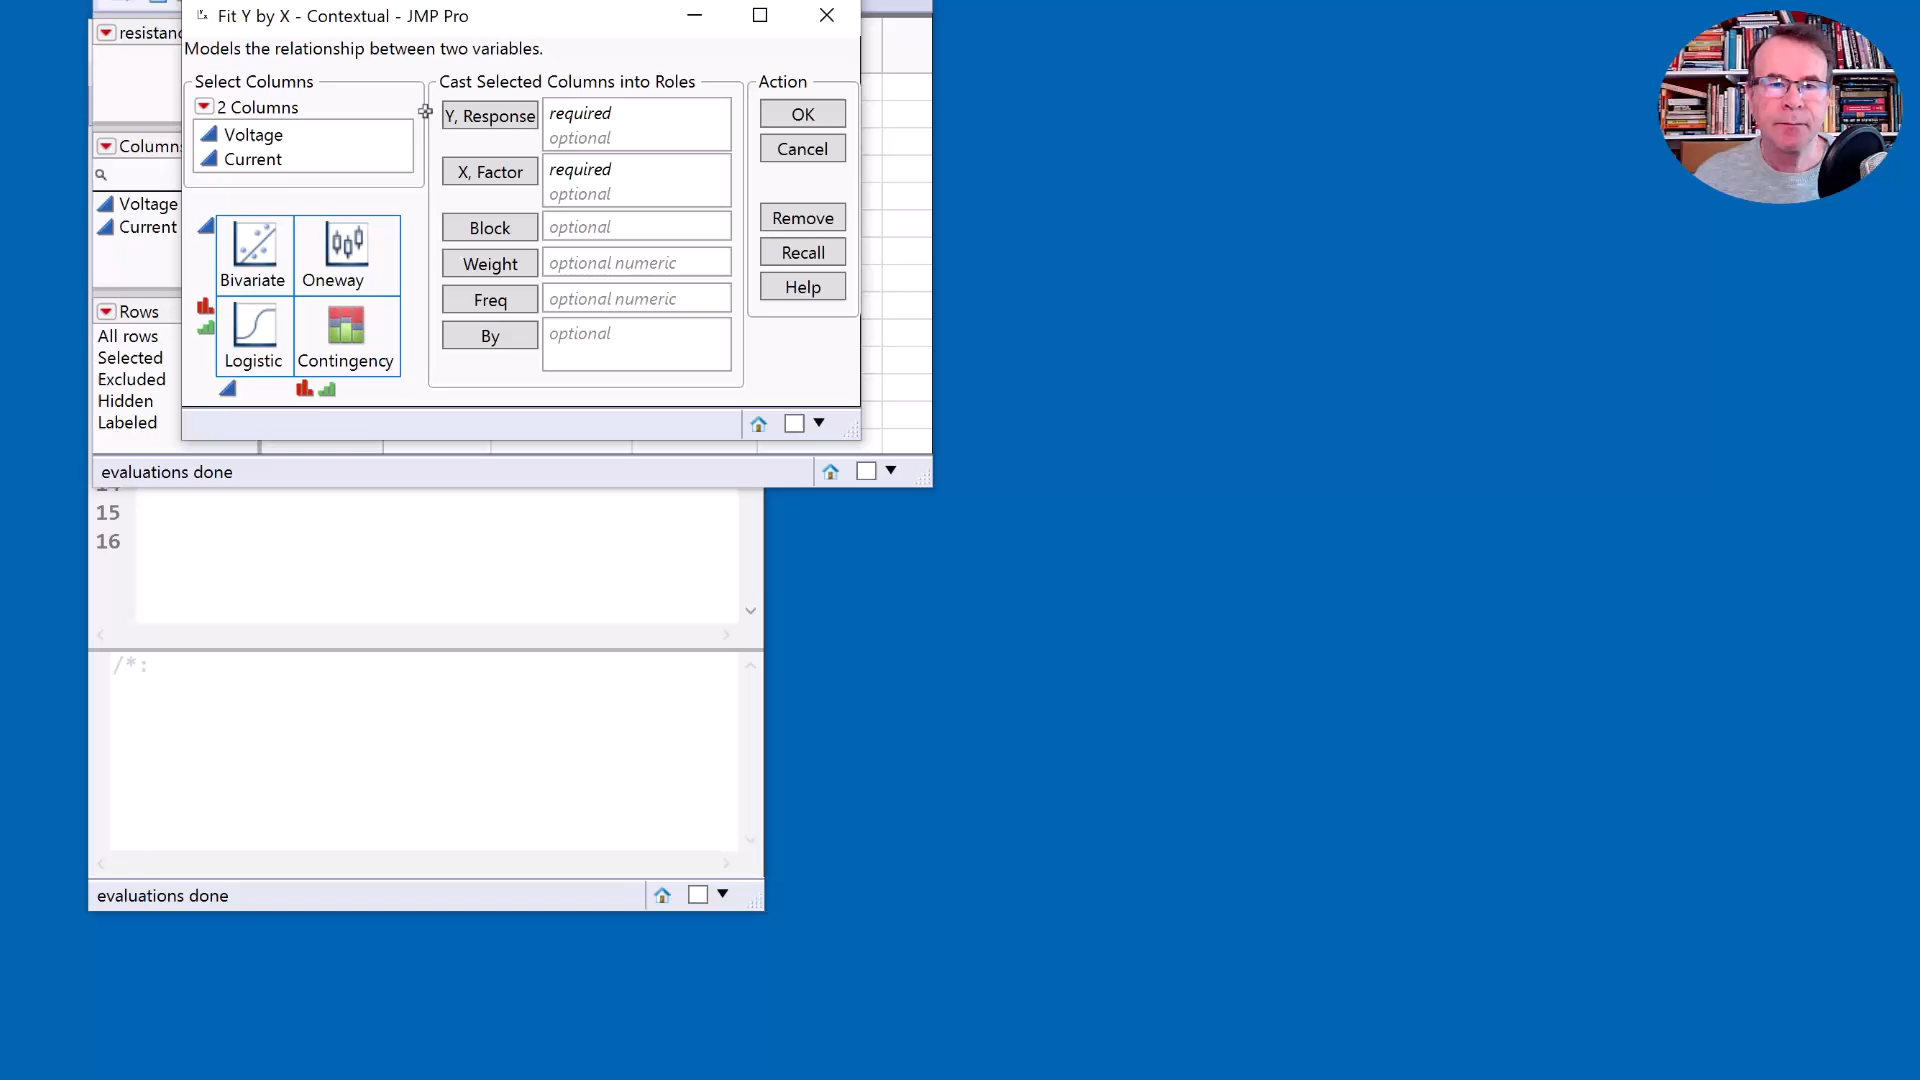 Fit Y by X - Contextual - JMP Pro
Models the relationship between two variables.
Select Columns
2 Columns
Voltage
Current
Bivariate
Oneway
Logistic
Contingency
Cast Selected Columns into Roles
Y, Response
required
optional
X, Factor
required
optional
Block
optional
Weight
optional numeric
Freq
optional numeric
By
optional
Action
OK
Cancel
Remove
Recall
Help
Voltage
Current
Rows
All rows
Selected
Excluded
Hidden
Labeled
evaluations done
15
16
/*:
evaluations done